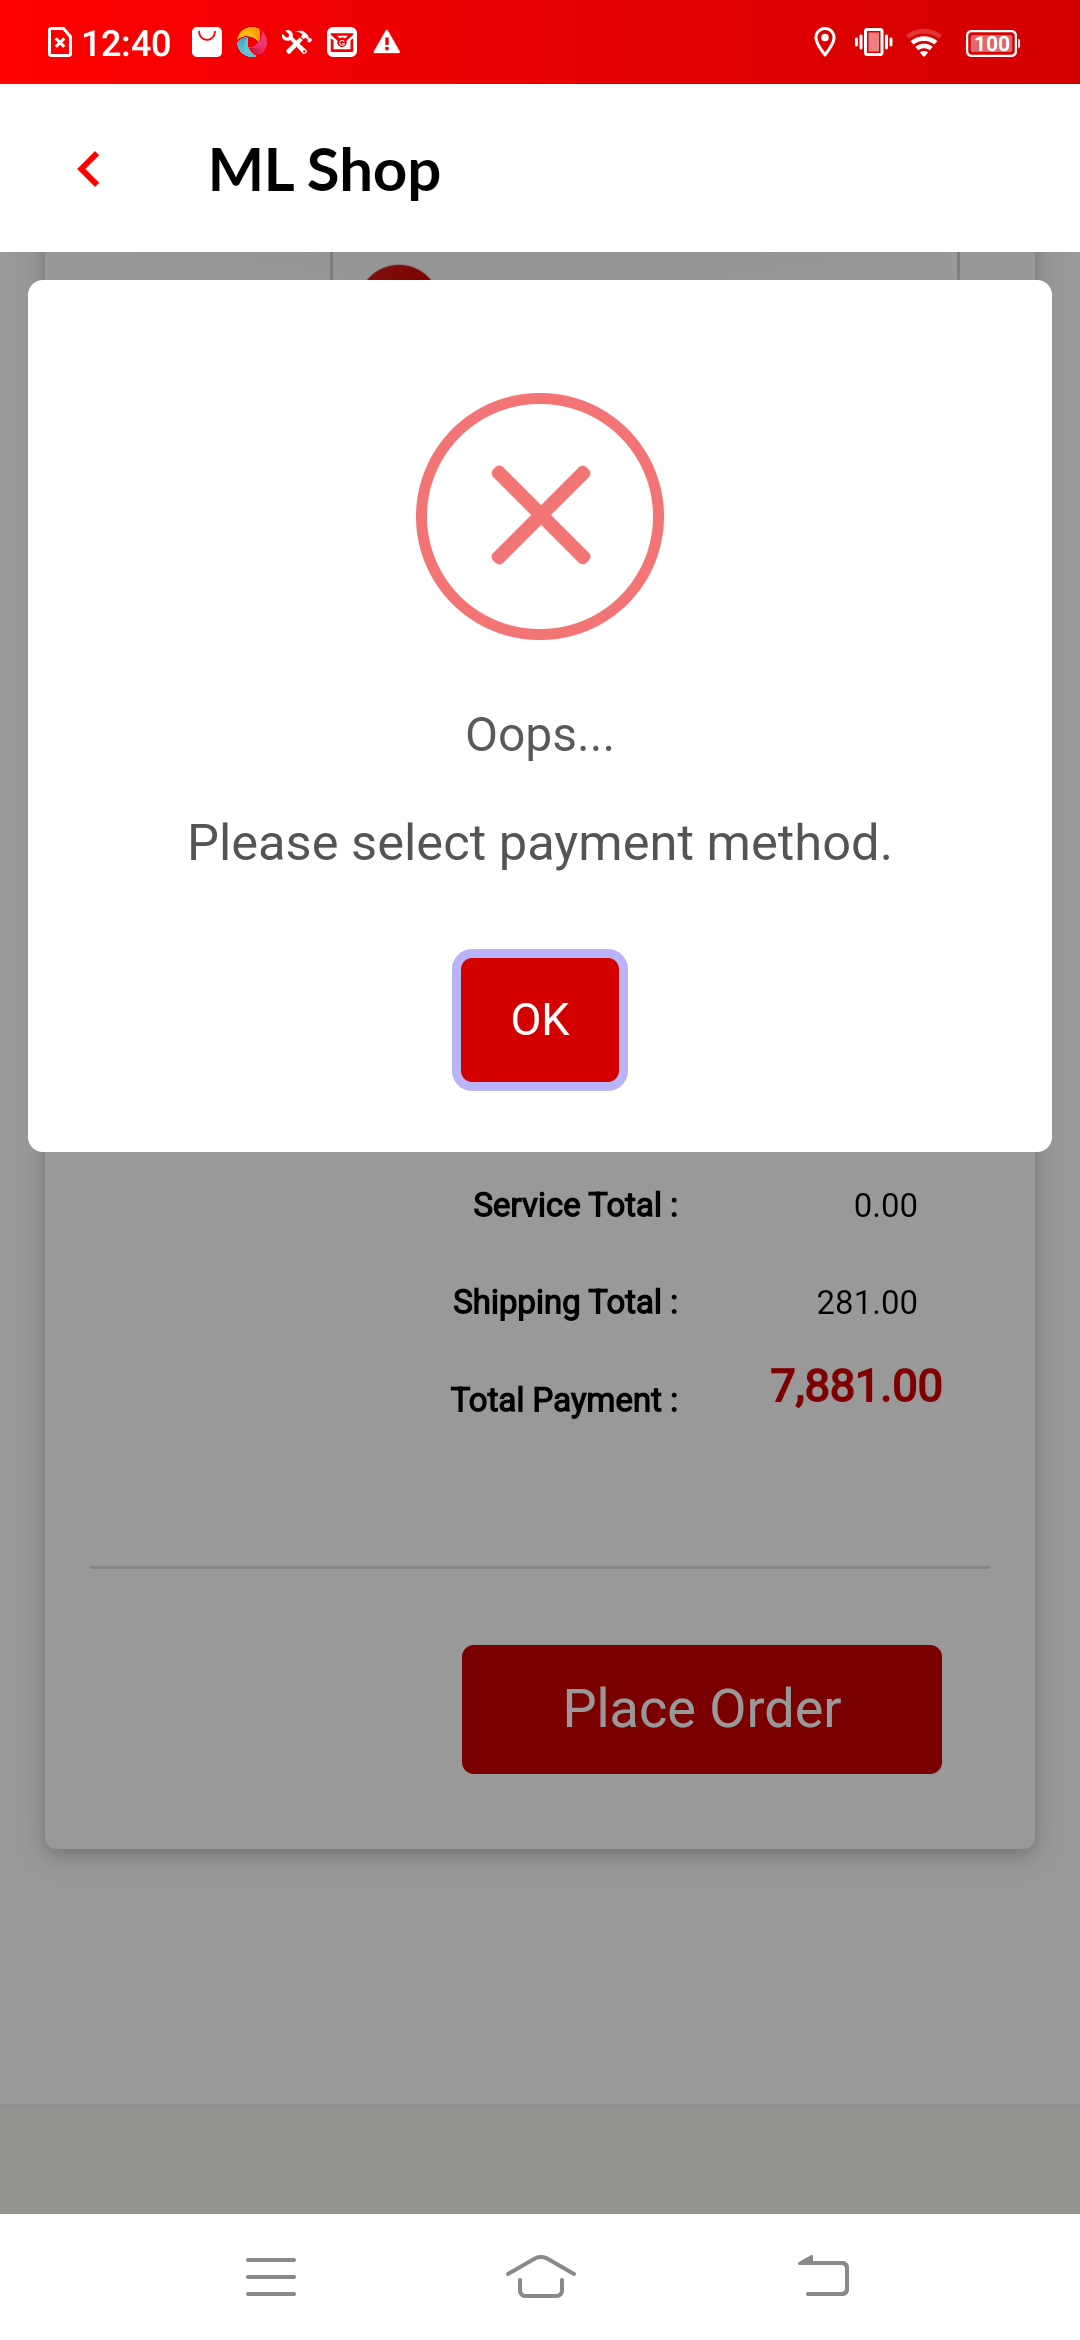 12:40
100
ML Shop
Oops...
Please select payment method.
OK
Service Total : 0.00
Shipping Total : 281.00
Total Payment : 7,881.00
Place Order